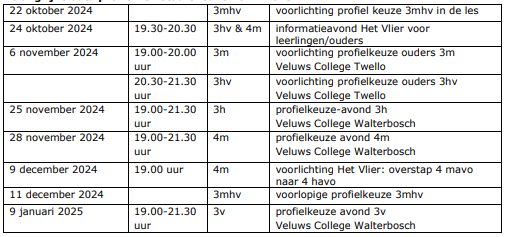 22 oktober 2024 3mhv voorlichting profiel keuze 3mhv in de les
24 oktober 2024 19.30-20.30 3hv & 4m informatieavond Het Vlier voor
leerlingen/ouders
6 november 2024 19.00-20.00 3m voorlichting profielkeuze ouders 3m
uur Veluws College Twello
20.30-21.30 3hv voorlichting profielkeuze ouders 3hv
uur Veluws College Twello
25 november 2024 19.00-21.30 3h profielkeuze-avond 3h
uur Veluws College Walterbosch
28 november 2024 19.00-21.30 4m profielkeuze avond 4m
uur Veluws College Walterbosch
9 december 2024 19.00 uur 4m voorlichting Het Vlier: overstap 4 mavo
naar 4 havo
11 december 2024 3mhv voorlopige profielkeuze 3mhv
9 januari 2025 19.00-21.30 3v profielkeuze avond 3v
uur Veluws College Walterbosch